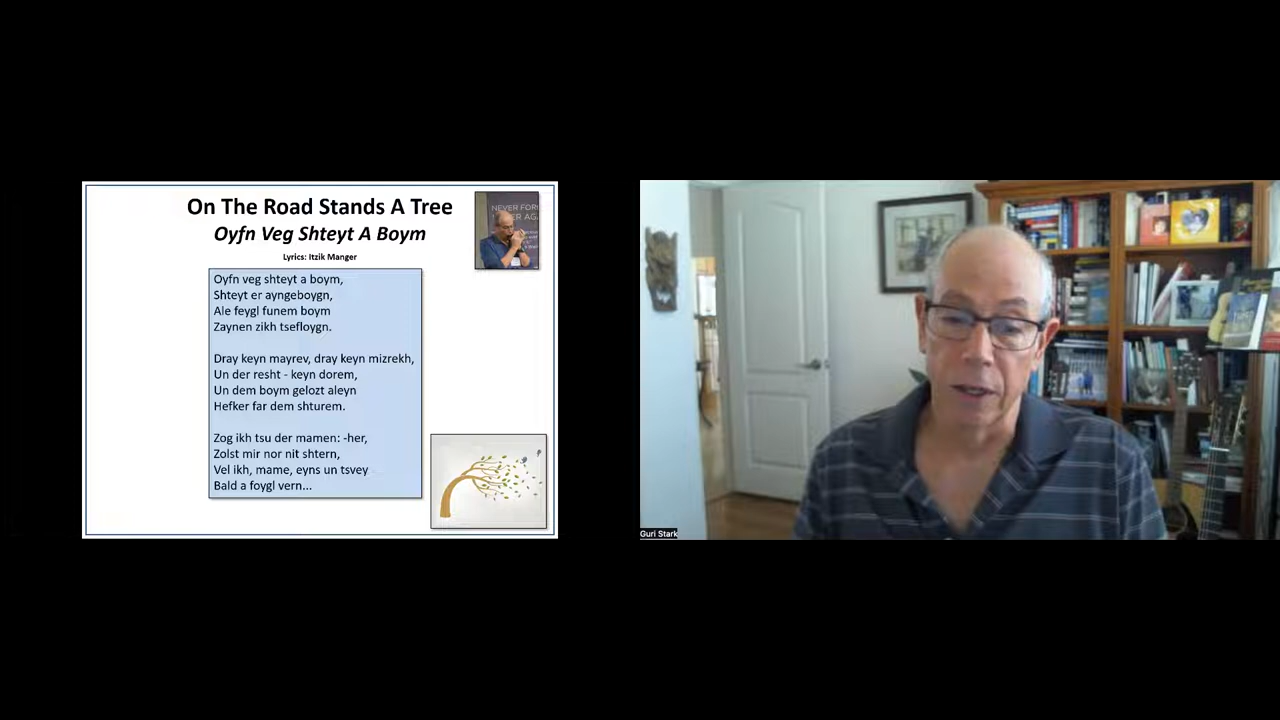 On The Road Stands A Tree
Oyfn Veg Shteyt A Boym
Lyrics: Itzik Manger
NEVER FOR
Oyfn veg shteyt a boym,
Shteyt er ayngeboygn,
Ale feygl funem boym
Zaynen zikh tsefloygn.
Dray keyn mayrev, dray keyn mizrekh,
Un der resht - keyn dorem,
Un dem boym gelozt aleyn
Hefker far dem shturem.
Zog ikh tsu der mamen: -her,
Zolst mir nor nit shtern,
Vel ikh, mame, eyns un tsvey
Bald a foygl vern...
Guri Stark